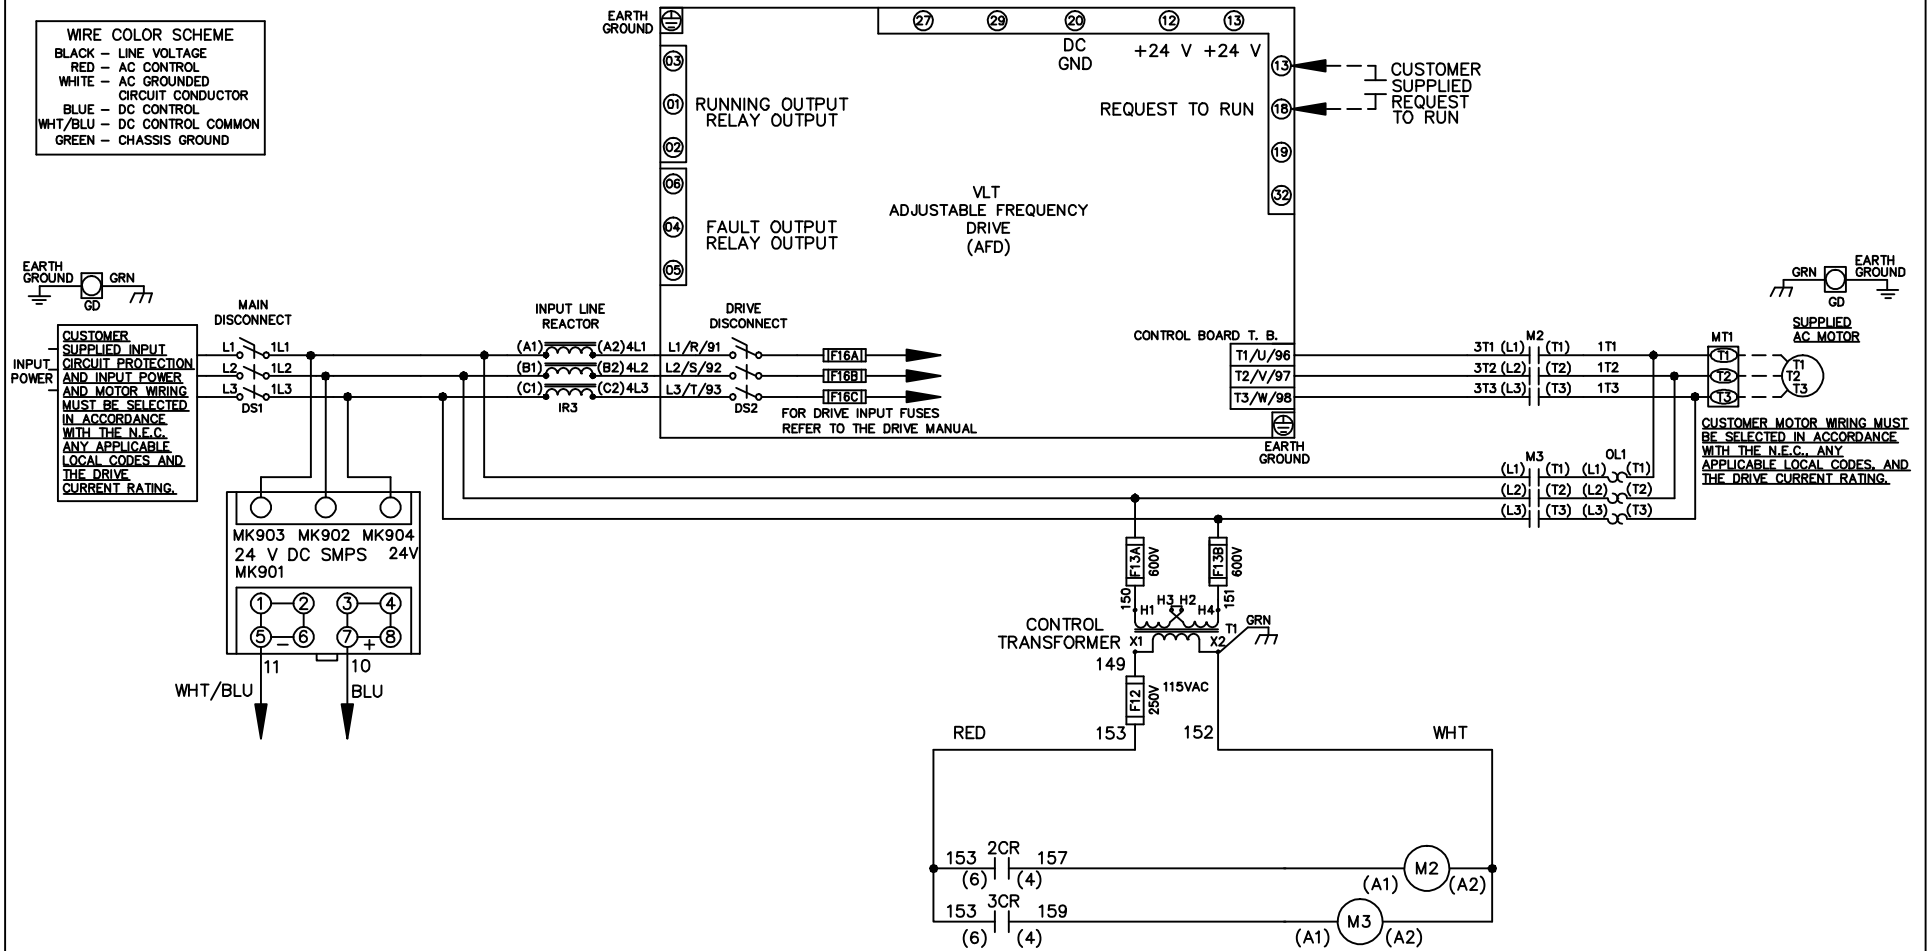 WIRE COLOR SCHEME
BLACK – LINE VOLTAGE
RED – AC CONTROL
WHITE – AC GROUNDED
CIRCUIT CONDUCTOR
BLUE – DC CONTROL
WHT/BLU – DC CONTROL COMMON
GREEN – CHASSIS GROUND
EARTH
GROUND
27
29
20
12
13
DC
GND
+24 V
+24 V
03
01
02
RUNNING OUTPUT
RELAY OUTPUT
06
04
05
FAULT OUTPUT
RELAY OUTPUT
VLT
ADJUSTABLE FREQUENCY
DRIVE
(AFD)
REQUEST TO RUN
13
18
19
32
CUSTOMER
SUPPLIED
REQUEST
TO RUN
EARTH
GROUND
GRN
GD
INPUT
POWER
CUSTOMER
SUPPLIED INPUT
CIRCUIT PROTECTION
AND INPUT POWER
AND MOTOR WIRING
MUST BE SELECTED
IN ACCORDANCE
WITH THE N.E.C.
ANY APPLICABLE
LOCAL CODES AND
THE DRIVE
CURRENT RATING.
MAIN
DISCONNECT
L1 1L1
L2 1L2
L3 1L3
DS1
INPUT LINE
REACTOR
(A1) (A2)4L1
(B1) (B2)4L2
(C1) (C2)4L3
IR3
DRIVE
DISCONNECT
L1/R/91
L2/S/92
L3/T/93
DS2
F16A
F16B
F16C
FOR DRIVE INPUT FUSES
REFER TO THE DRIVE MANUAL
CONTROL BOARD T. B.
T1/U/96
T2/V/97
T3/W/98
EARTH
GROUND
M2
3T1 (L1) (T1) 1T1
3T2 (L2) (T2) 1T2
3T3 (L3) (T3) 1T3
GRN
GD
EARTH
GROUND
SUPPLIED
AC MOTOR
MT1
T1
T2
T3
T1
T2
T3
CUSTOMER MOTOR WIRING MUST
BE SELECTED IN ACCORDANCE
WITH THE N.E.C., ANY
APPLICABLE LOCAL CODES, AND
THE DRIVE CURRENT RATING.
M3 OL1
(L1) (T1) (L1) (T1)
(L2) (T2) (L2) (T2)
(L3) (T3) (L3) (T3)
MK903 MK902 MK904
24 V DC SMPS 24V
MK901
1 2 3 4
5 – 6 7 + 8
11
10
WHT/BLU
BLU
F13A
600V
F13B
600V
150
151
H1 H3 H2 H4
CONTROL
TRANSFORMER
X1 X2 T1
GRN
149
F12
250V
115VAC
RED 153 152 WHT
2CR
153 157
(6) (4)
M2
(A1) (A2)
3CR
153 159
(6) (4)
M3
(A1) (A2)